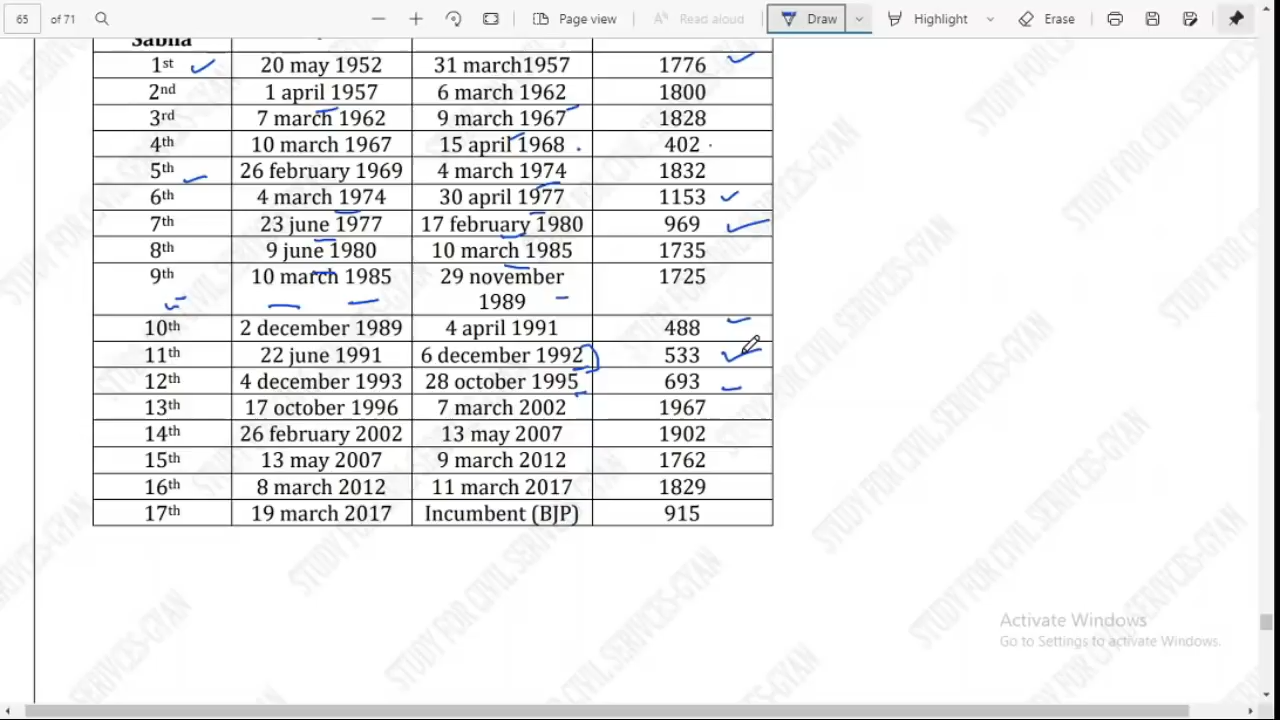 65 of 71 Page view Read aloud Draw Highlight Erase
Sabha
1st 20 may 1952 31 march1957 1776
2nd 1 april 1957 6 march 1962 1800
3rd 7 march 1962 9 march 1967 1828
4th 10 march 1967 15 april 1968 402
5th 26 february 1969 4 march 1974 1832
6th 4 march 1974 30 april 1977 1153
7th 23 june 1977 17 february 1980 969
8th 9 june 1980 10 march 1985 1735
9th 10 march 1985 29 november 1725
1989
10th 2 december 1989 4 april 1991 488
11th 22 june 1991 6 december 1992 533
12th 4 december 1993 28 october 1995 693
13th 17 october 1996 7 march 2002 1967
14th 26 february 2002 13 may 2007 1902
15th 13 may 2007 9 march 2012 1762
16th 8 march 2012 11 march 2017 1829
17th 19 march 2017 Incumbent (BJP) 915
STUDY FOR CIVIL SERIVCES-GYAN
Activate Windows
Go to Settings to activate Windows.